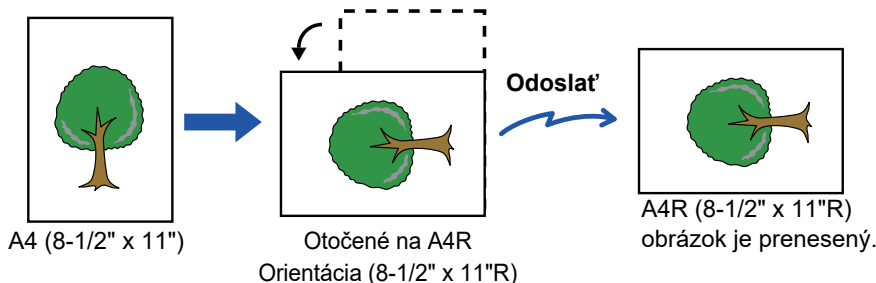 A4 (8-1/2" x 11")
Otočené na A4R
Orientácia (8-1/2" x 11"R)
Odoslať
A4R (8-1/2" x 11"R)
obrázok je prenesený.